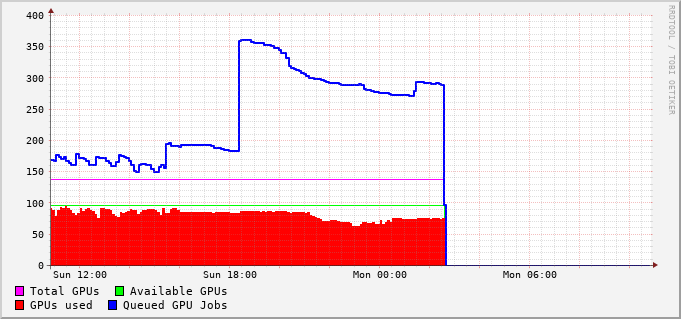 400
350
300
250
200
150
100
50
0
Sun 12:00 Sun 18:00 Mon 00:00 Mon 06:00
Total GPUs Available GPUs
GPUs used Queued GPU Jobs
RRDTOOL / TOBI OETIKER